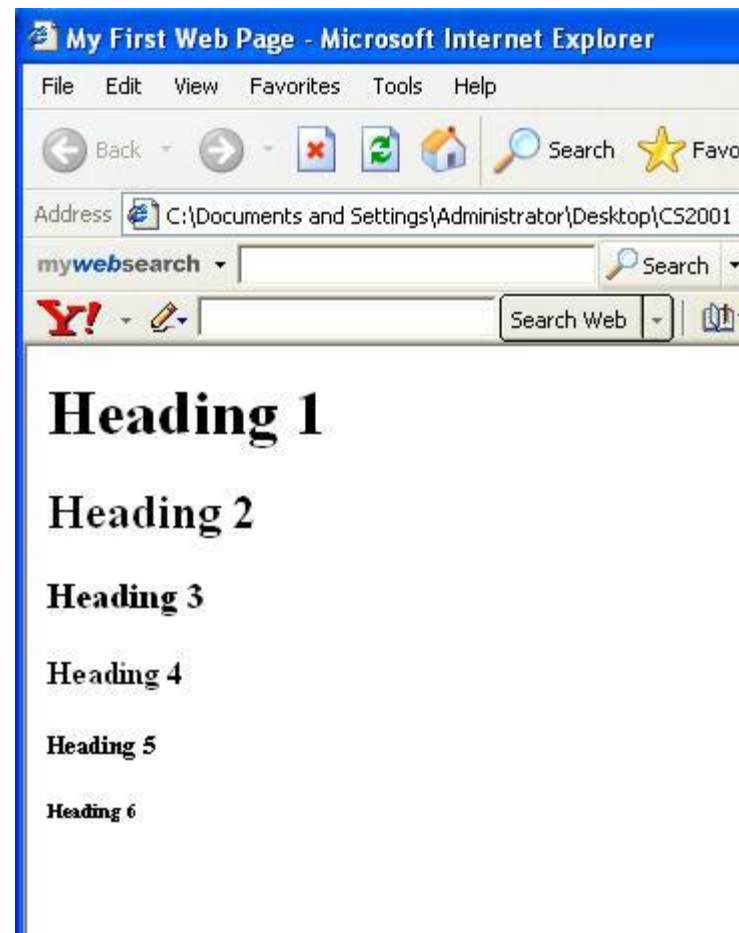 My First Web Page - Microsoft Internet Explorer
File Edit View Favorites Tools Help
Back Search Favo
Address C:\Documents and Settings\Administrator\Desktop\CS2001
mywebsearch Search
Y! Search Web
Heading 1
Heading 2
Heading 3
Heading 4
Heading 5
Heading 6